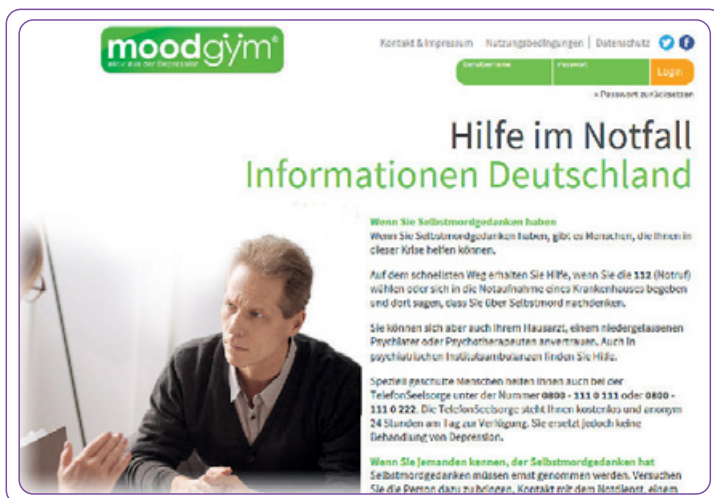 moodgym®
aktiv aus der Depression
Kontakt & Impressum Nutzungsbedingungen | Datenschutz
Benutzername Passwort
Login
» Passwort zurücksetzen
Hilfe im Notfall
Informationen Deutschland
Wenn Sie Selbstmordgedanken haben
Wenn Sie Selbstmordgedanken haben, gibt es Menschen, die Ihnen in
dieser Krise helfen können.
Auf dem schnellsten Weg erhalten Sie Hilfe, wenn Sie die 112 (Notruf)
wählen oder sich in die Notaufnahme eines Krankenhauses begeben
und dort sagen, dass Sie über Selbstmord nachdenken.
Sie können sich aber auch Ihrem Hausarzt, einem niedergelassenen
Psychiater oder Psychotherapeuten anvertrauen. Auch in
psychiatrischen Institutsambulanzen finden Sie Hilfe.
Speziell geschulte Menschen helfen Ihnen auch bei der
TelefonSeelsorge unter der Nummer 0800 - 111 0 111 oder 0800 -
111 0 222. Die TelefonSeelsorge steht Ihnen kostenlos und anonym
24 Stunden am Tag zur Verfügung. Sie ersetzt jedoch keine
Behandlung von Depression.
Wenn Sie jemanden kennen, der Selbstmordgedanken hat
Selbstmordgedanken müssen ernst genommen werden. Versuchen
Sie die Person dazu zu bringen, Kontakt mit dem Notdienst, einem